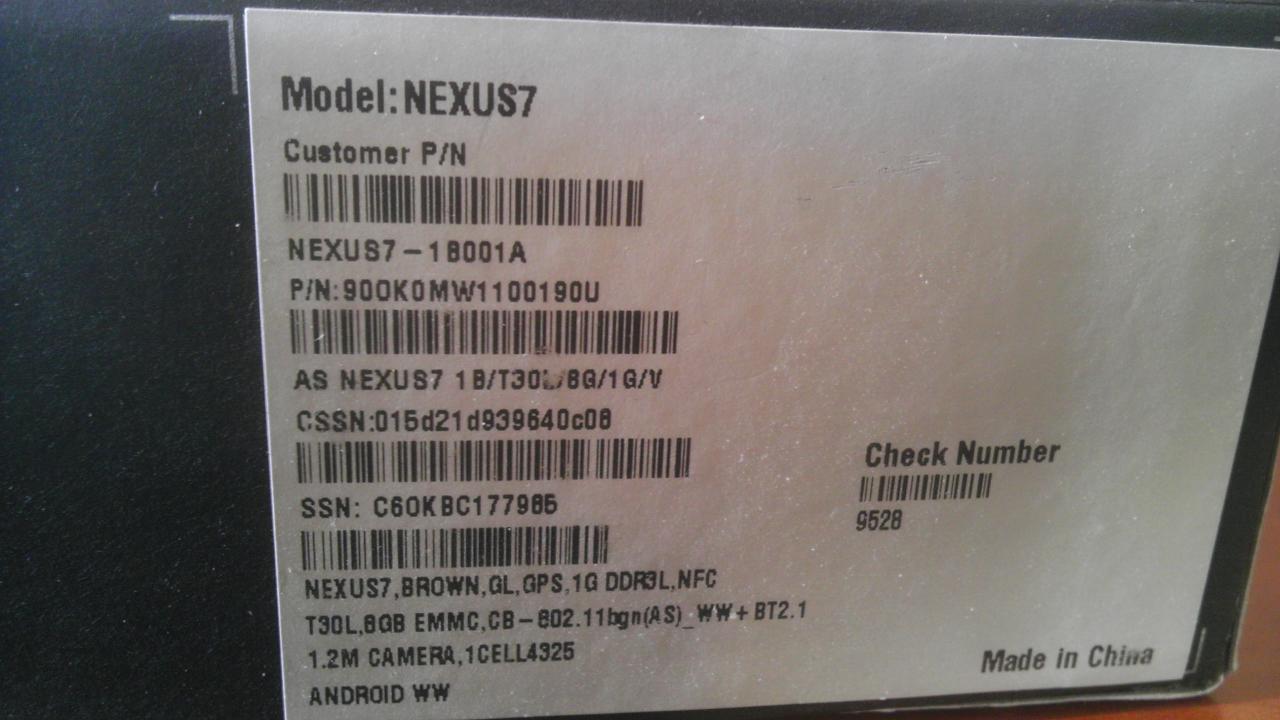 Model:NEXUS7
Customer P/N
NEXUS7-1B001A
P/N:90OK0MW1100190U
AS NEXUS7 1B/T30L/8G/1G/V
CSSN:015d21d939640c08
SSN: C6OKBC177985
Check Number
9528
NEXUS7,BROWN,GL,GPS,1G DDR3L,NFC
T30L,8GB EMMC,CB-802.11bgn(AS)_WW+BT2.1
1.2M CAMERA,1CELL4325
ANDROID WW
Made in China